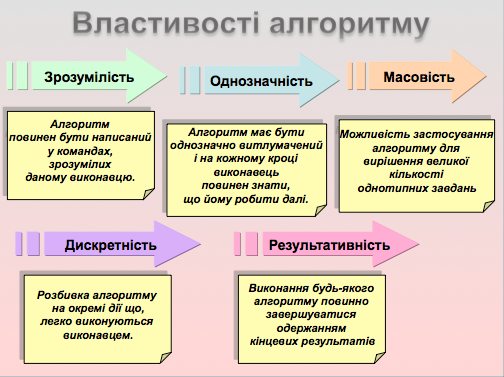 Властивості алгоритму
Зрозумілість
Однозначність
Масовість
Алгоритм
повинен бути написаний
у командах,
зрозумілих
даному виконавцю.
Алгоритм має бути
однозначно витлумачений
і на кожному кроці
виконавець
повинен знати,
що йому робити далі.
Можливість застосування
алгоритму для
вирішення великої
кількості
однотипних завдань
Дискретність
Результативність
Розбивка алгоритму
на окремі дії що,
легко виконуються
виконавцем.
Виконання будь-якого
алгоритму повинно
завершуватися
одержанням
кінцевих результатів